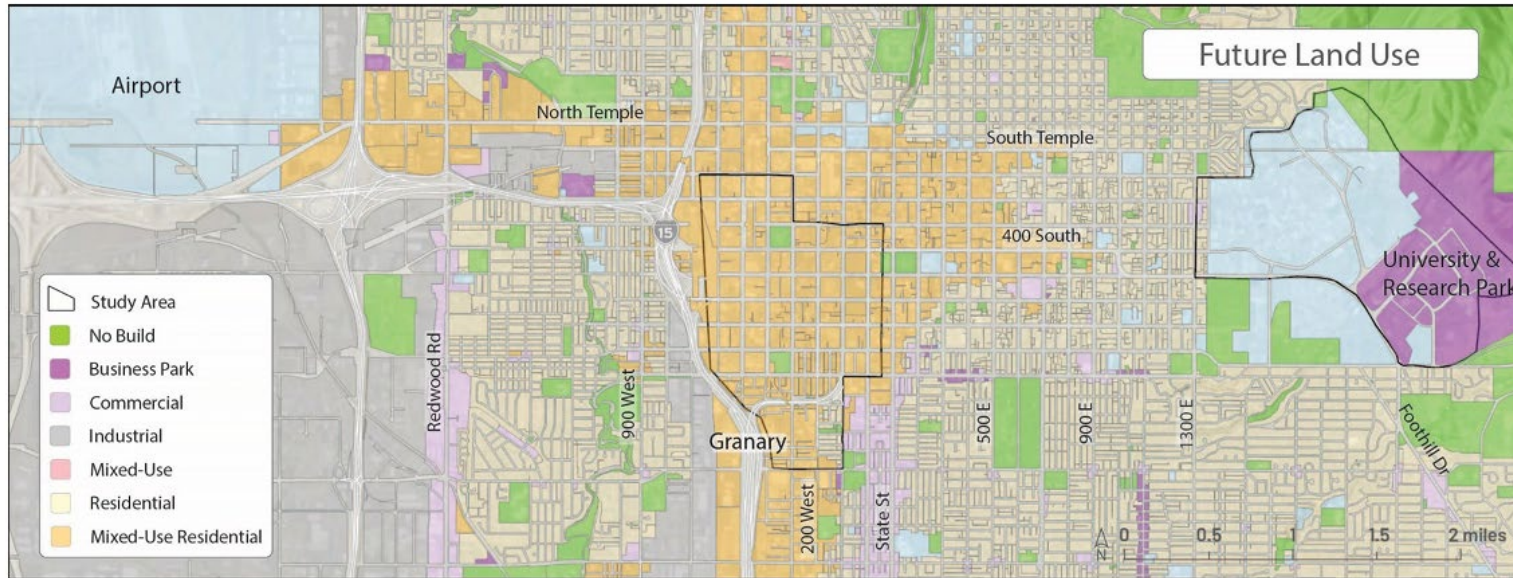 Future Land Use
Airport
North Temple
South Temple
15
400 South
University &
Research Park
Study Area
No Build
Business Park
Commercial
Industrial
Mixed-Use
Residential
Mixed-Use Residential
Redwood Rd
900 West
Granary
200 West
State St
500 E
900 E
1300 E
Foothill Dr
N
0 0.5 1 1.5 2 miles